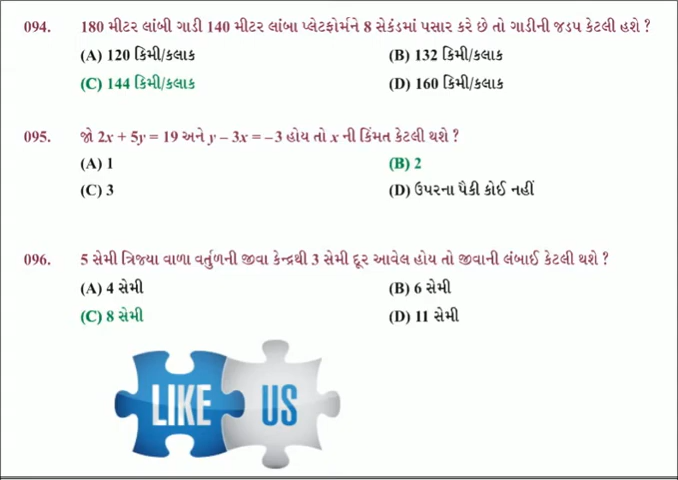 094. 180 મીટર લાંબી ગાડી 140 મીટર લાંબા પ્લેટફોર્મને 8 સેકંડમાં પસાર કરે છે તો ગાડીની જડપ કેટલી હશે ?
(A) 120 કિમી/કલાક (B) 132 કિમી/કલાક
(C) 144 કિમી/કલાક (D) 160 કિમી/કલાક
095. જો 2x + 5y = 19 અને y – 3x = –3 હોય તો x ની કિંમત કેટલી થશે ?
(A) 1 (B) 2
(C) 3 (D) ઉપરના પૈકી કોઈ નહીં
096. 5 સેમી ત્રિજયા વાળા વર્તુળની જીવા કેન્દ્રથી 3 સેમી દૂર આવેલ હોય તો જીવાની લંબાઈ કેટલી થશે ?
(A) 4 સેમી (B) 6 સેમી
(C) 8 સેમી (D) 11 સેમી
LIKE US